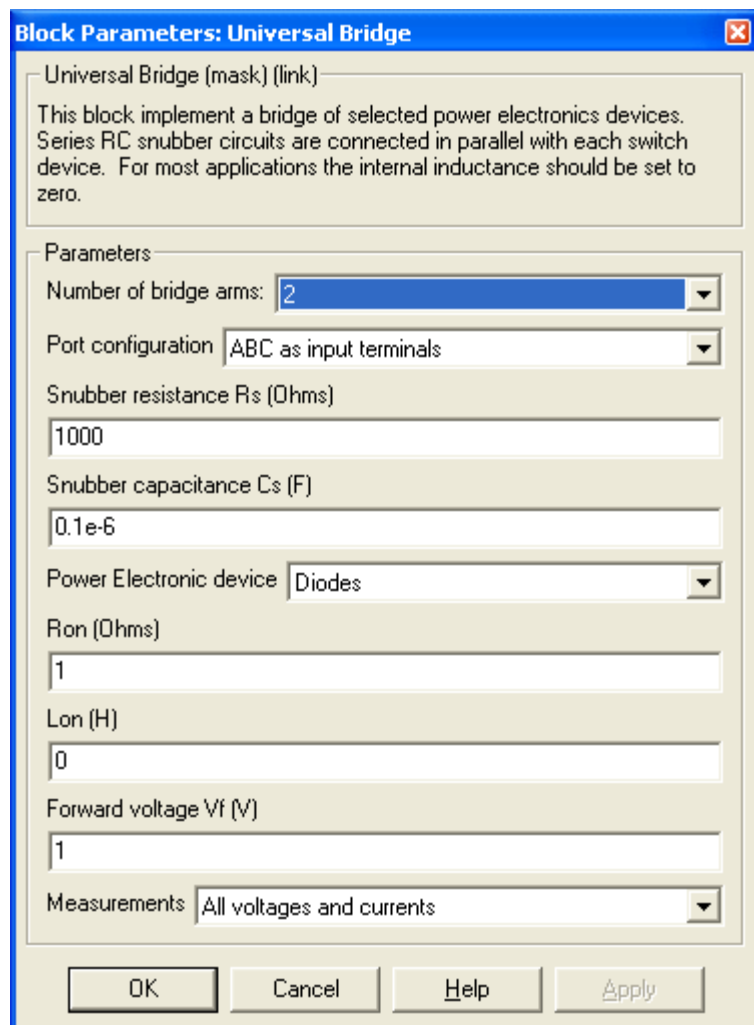 Block Parameters: Universal Bridge
Universal Bridge (mask) (link)
This block implement a bridge of selected power electronics devices.
Series RC snubber circuits are connected in parallel with each switch
device.  For most applications the internal inductance should be set to
zero.
Parameters
Number of bridge arms: 2
Port configuration ABC as input terminals
Snubber resistance Rs (Ohms)
1000
Snubber capacitance Cs (F)
0.1e-6
Power Electronic device Diodes
Ron (Ohms)
1
Lon (H)
0
Forward voltage Vf (V)
1
Measurements All voltages and currents
OK Cancel Help Apply